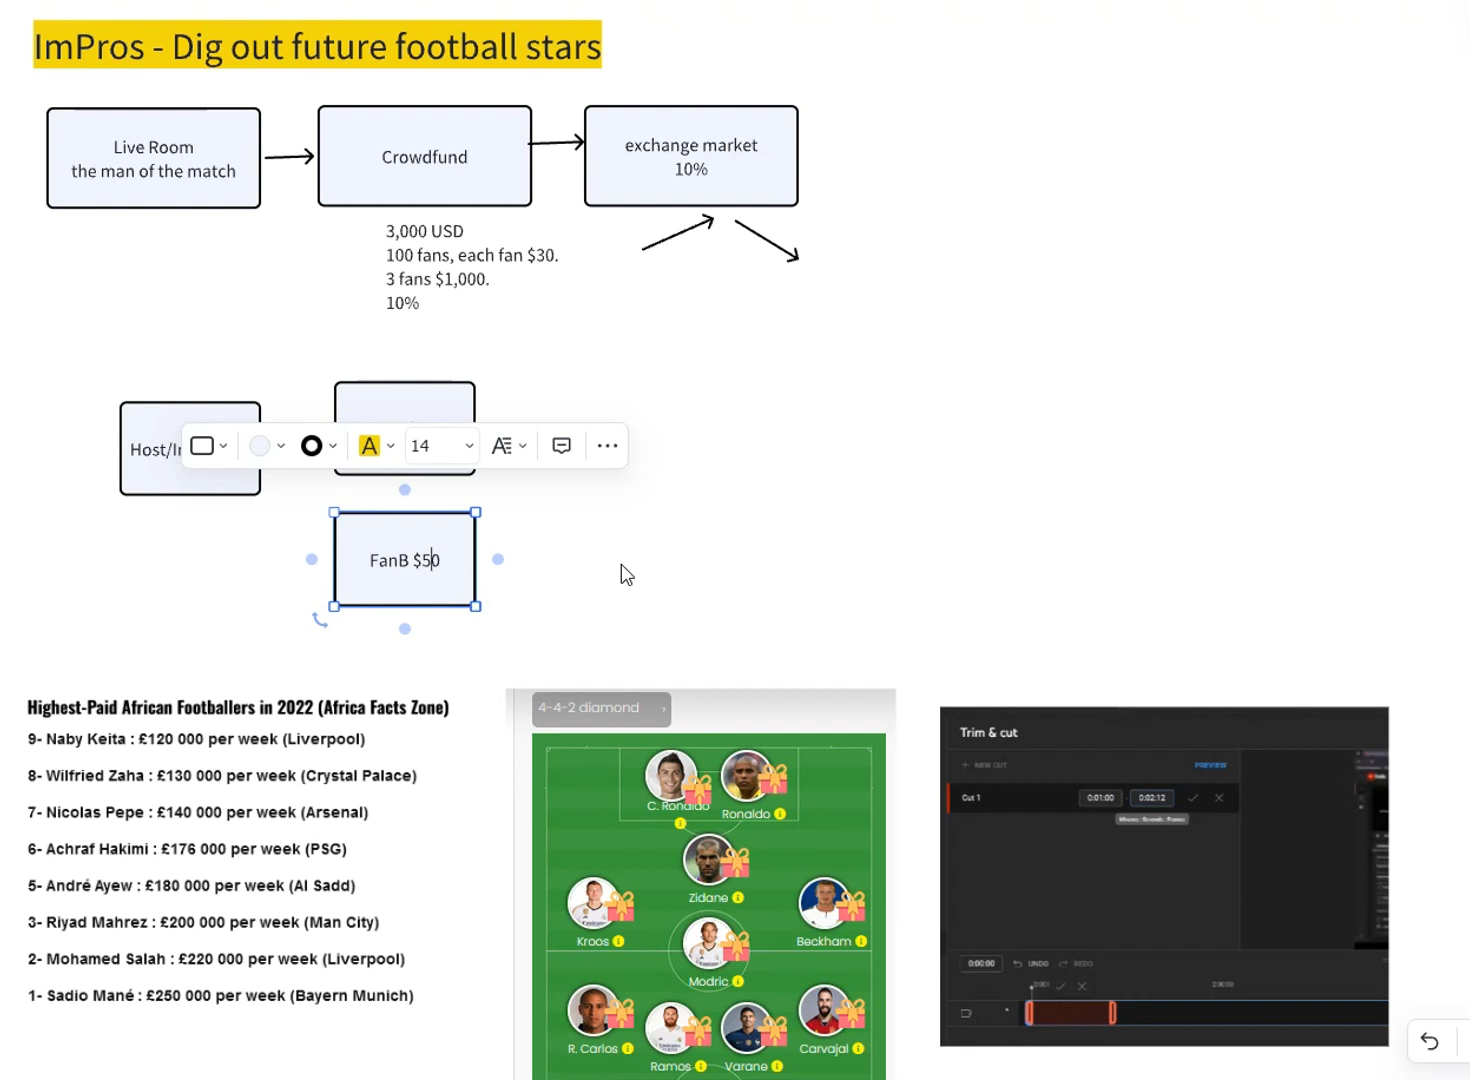 ImPros - Dig out future football stars
Live Room
the man of the match
Crowdfund
exchange market
10%
3,000 USD
100 fans, each fan $30.
3 fans $1,000.
10%
Host/
14
FanB $50
Highest-Paid African Footballers in 2022 (Africa Facts Zone)
9- Naby Keita : £120 000 per week (Liverpool)
8- Wilfried Zaha : £130 000 per week (Crystal Palace)
7- Nicolas Pepe : £140 000 per week (Arsenal)
6- Achraf Hakimi : £176 000 per week (PSG)
5- André Ayew : £180 000 per week (Al Sadd)
3- Riyad Mahrez : £200 000 per week (Man City)
2- Mohamed Salah : £220 000 per week (Liverpool)
1- Sadio Mané : £250 000 per week (Bayern Munich)
4-4-2 diamond
C. Ronaldo
Ronaldo
Zidane
Kroos
Beckham
Modric
R. Carlos
Ramos
Varane
Carvajal
Trim & cut
+ NEW CUT
PREVIEW
Cut 1
0:01:00
0:02:12
Minutes : Seconds : Frames
0:00:00
UNDO
REDO